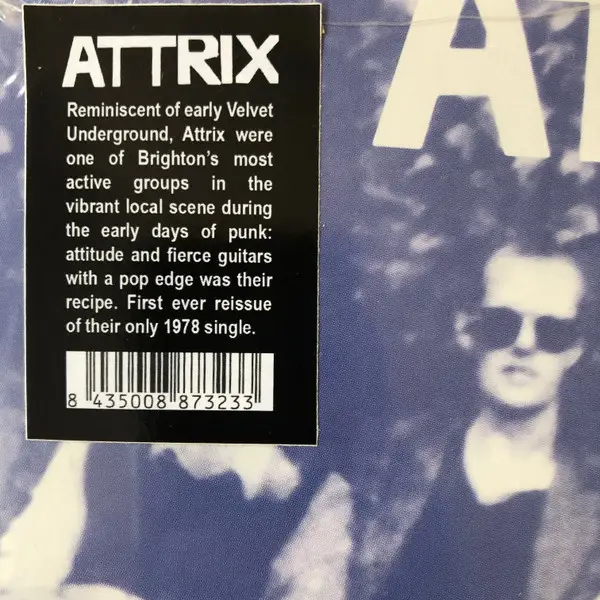 ATTRIX
Reminiscent of early Velvet
Underground, Attrix were
one of Brighton's most
active groups in the
vibrant local scene during
the early days of punk:
attitude and fierce guitars
with a pop edge was their
recipe. First ever reissue
of their only 1978 single.
8 435008 873233
A